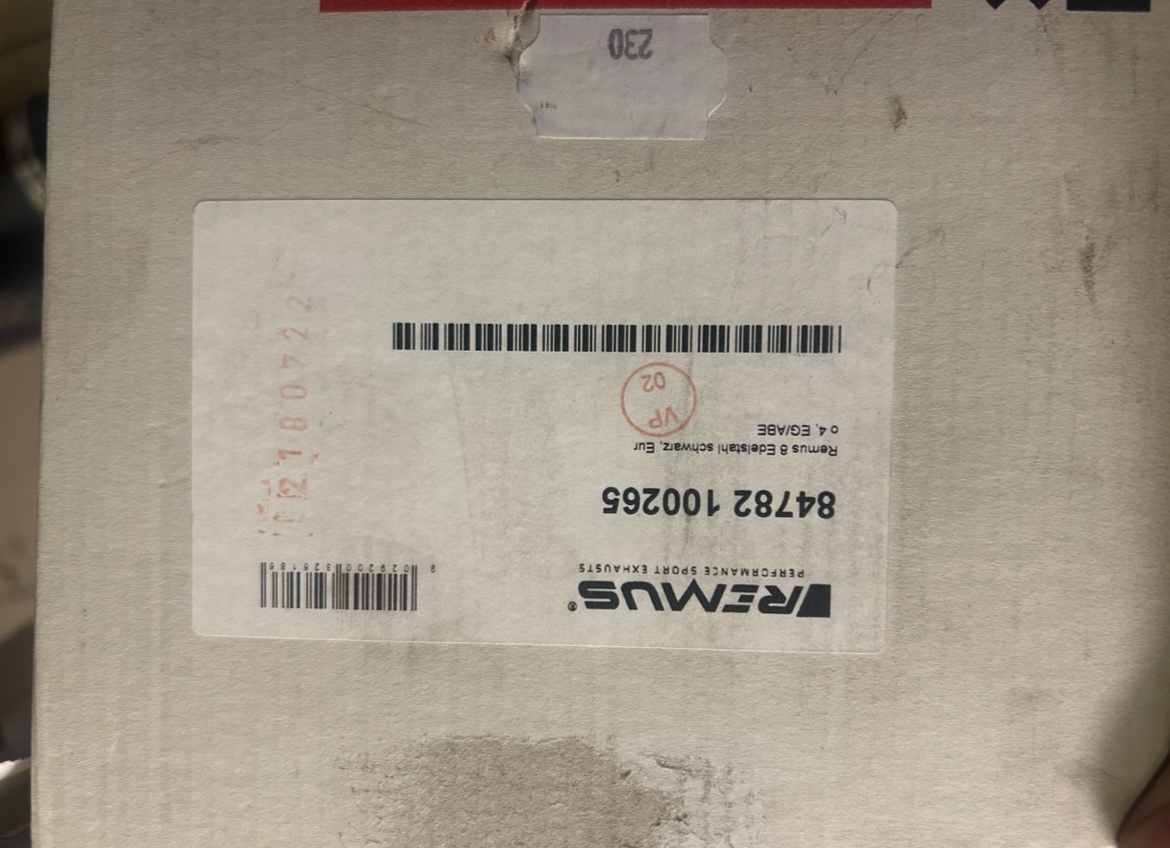 REMUS®
PERFORMANCE SPORT EXHAUSTS
84782 100265
Remus 8 Edelstahl schwarz, Eur
o 4, EG/ABE
VP
02
230